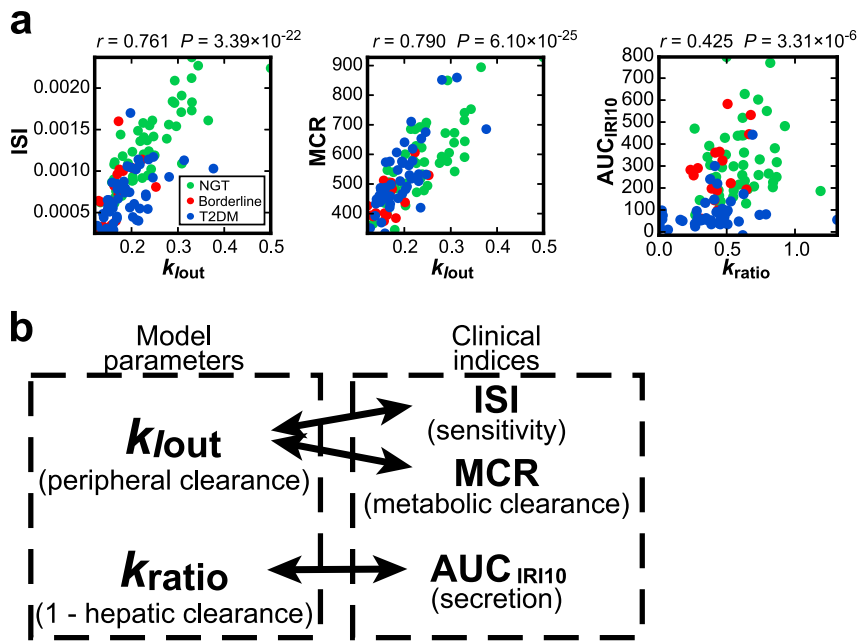 a
r = 0.761 P = 3.39×10-22
ISI
0.0020
0.0015
0.0010
0.0005
NGT
Borderline
T2DM
0.2 0.3 0.4 0.5
kIout
r = 0.790 P = 6.10×10-25
MCR
900
800
700
600
500
400
0.2 0.3 0.4 0.5
kIout
r = 0.425 P = 3.31×10-6
AUCIRI10
800
700
600
500
400
300
200
100
0
0.0 0.5 1.0
kratio
b
Model
parameters
Clinical
indices
kIout
(peripheral clearance)
ISI
(sensitivity)
MCR
(metabolic clearance)
kratio
(1 - hepatic clearance)
AUC IRI10
(secretion)